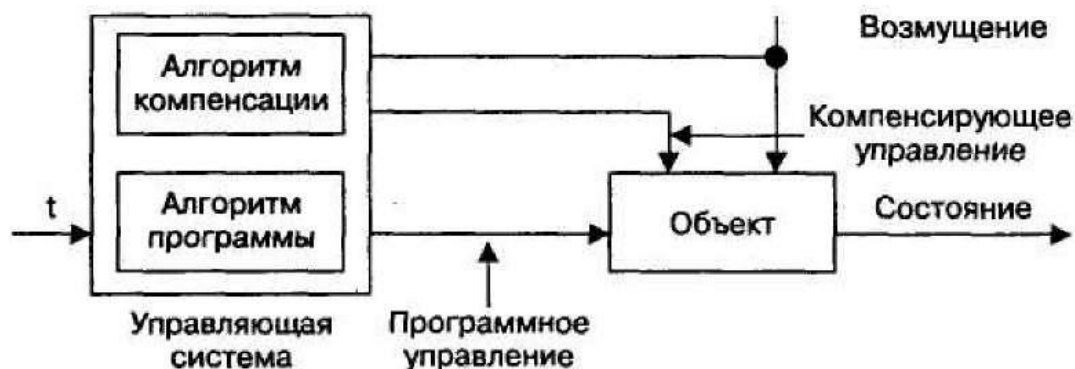 Возмущение
Алгоритм
компенсации
Компенсирующее
управление
t
Алгоритм
программы
Объект
Состояние
Управляющая
система
Программное
управление